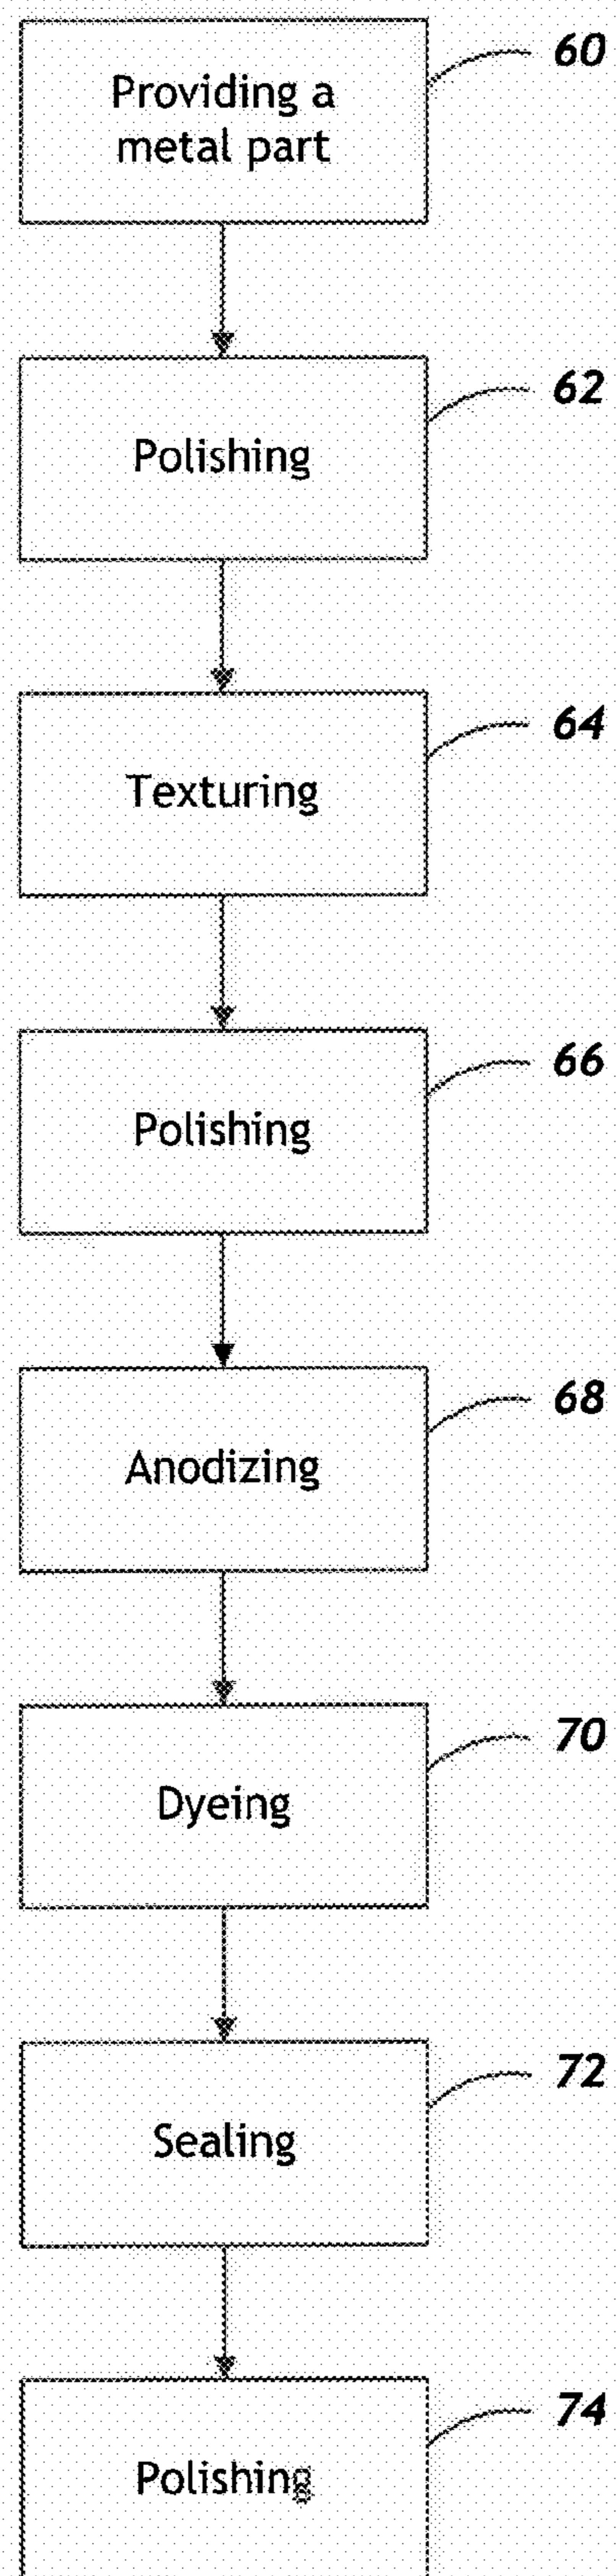 Providing a
metal part
60
Polishing
62
Texturing
64
Polishing
66
Anodizing
68
Dyeing
70
Sealing
72
Polishing
74